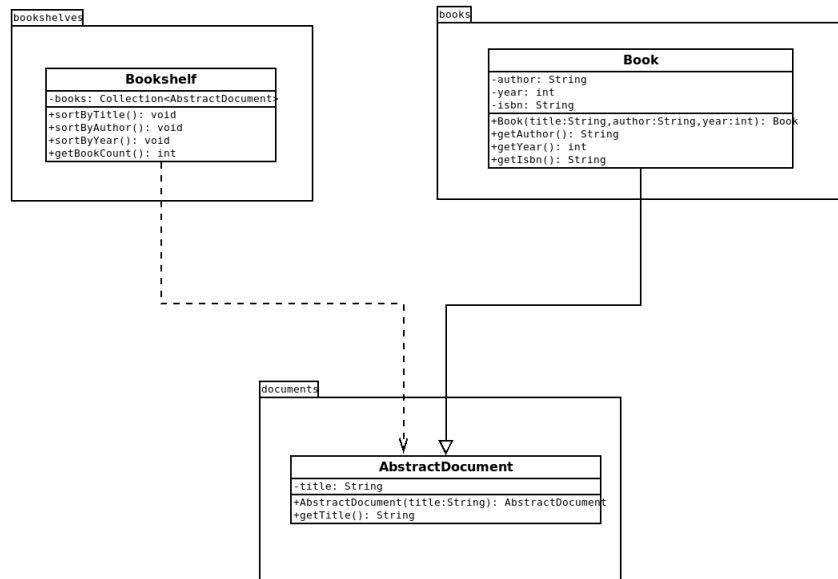 bookshelves
Bookshelf
-books: Collection<AbstractDocument>
+sortByTitle(): void
+sortByAuthor(): void
+sortByYear(): void
+getBookCount(): int
books
Book
-author: String
-year: int
-isbn: String
+Book(title:String,author:String,year:int): Book
+getAuthor(): String
+getYear(): int
+getIsbn(): String
documents
AbstractDocument
-title: String
+AbstractDocument(title:String): AbstractDocument
+getTitle(): String